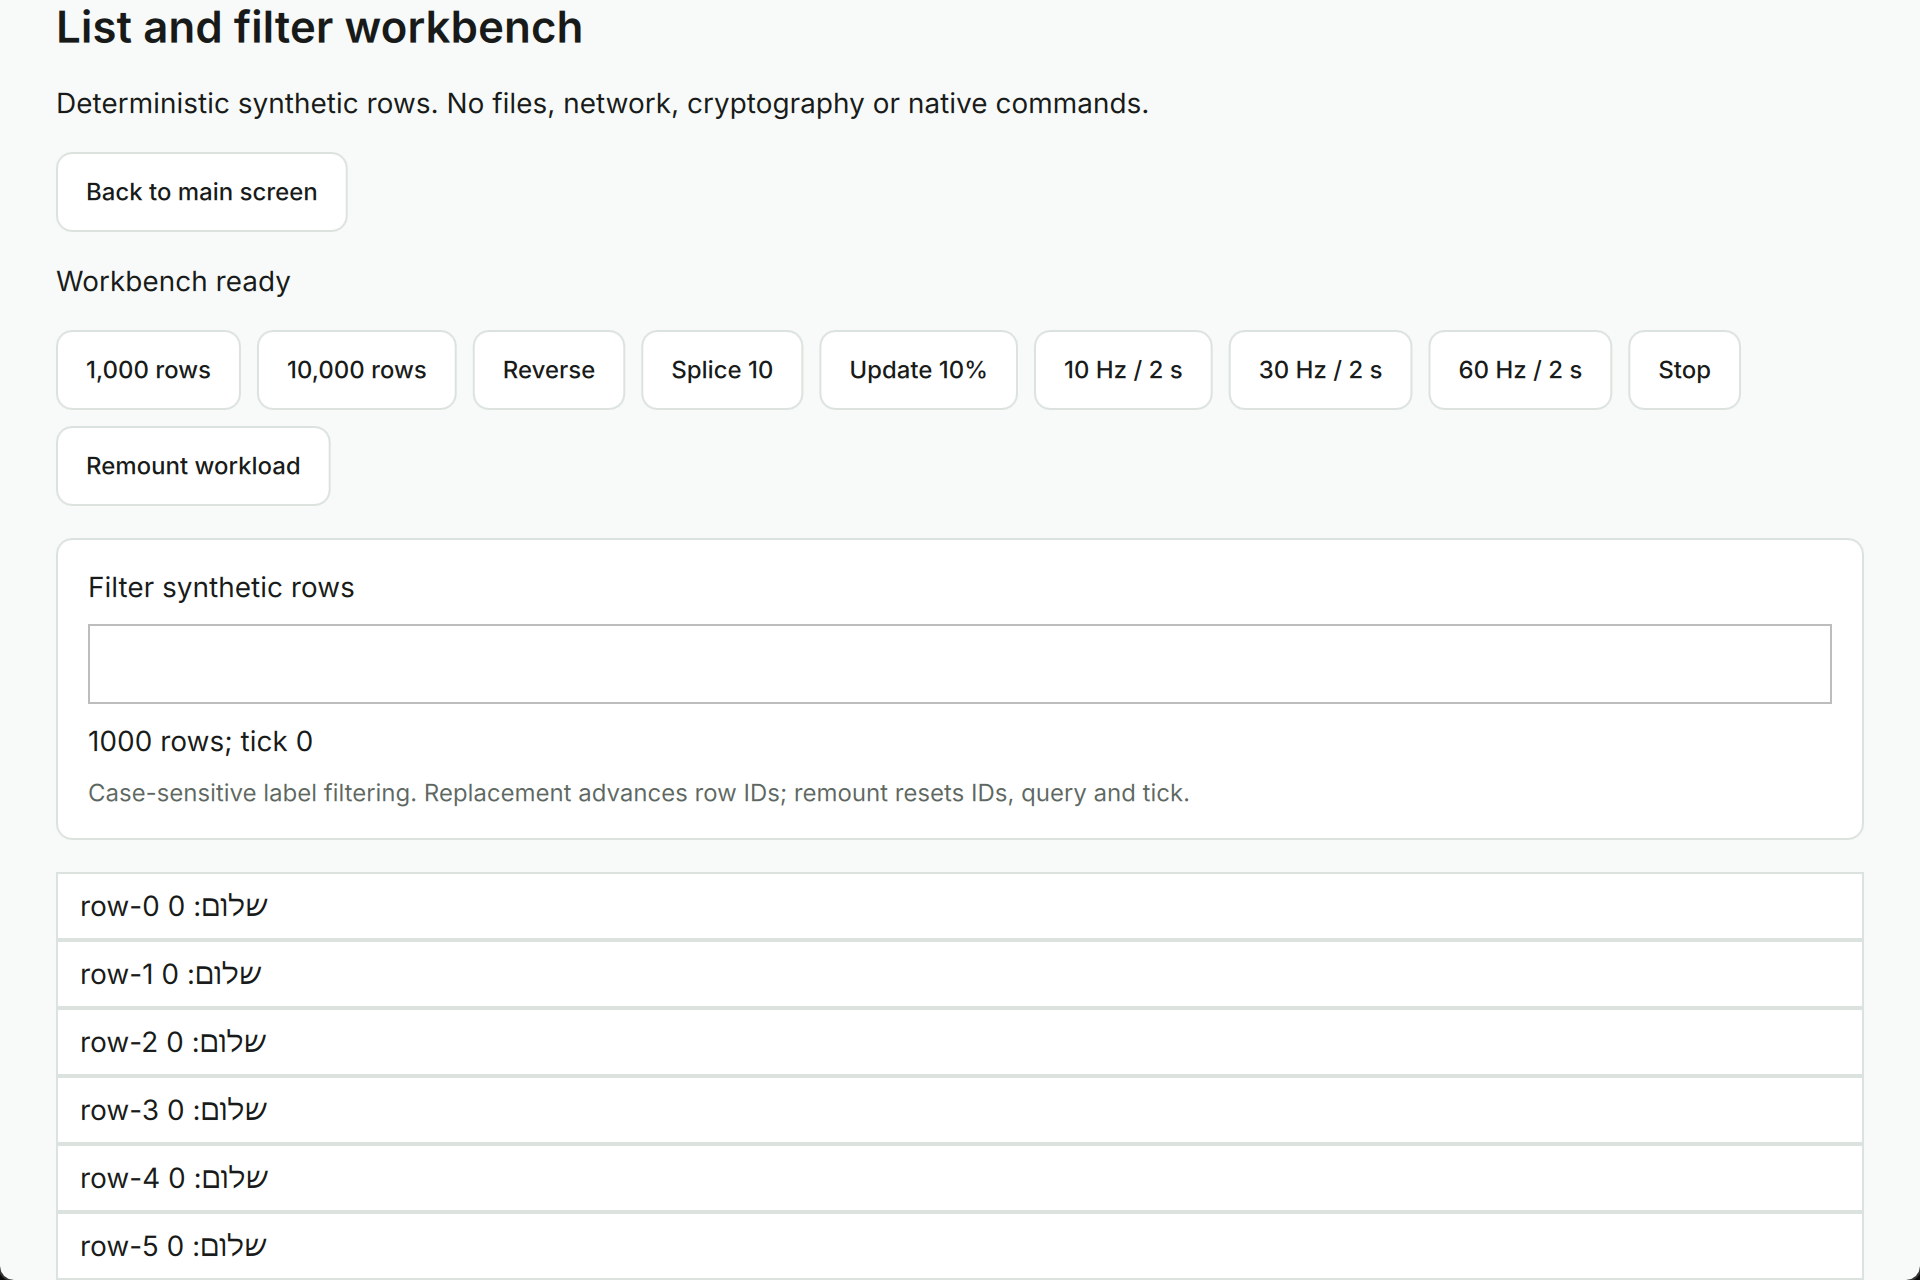 List and filter workbench
Deterministic synthetic rows. No files, network, cryptography or native commands.
Back to main screen
Workbench ready
1,000 rows
10,000 rows
Reverse
Splice 10
Update 10%
10 Hz / 2 s
30 Hz / 2 s
60 Hz / 2 s
Stop
Remount workload
Filter synthetic rows
1000 rows; tick 0
Case-sensitive label filtering. Replacement advances row IDs; remount resets IDs, query and tick.
row-0 שלום: 0
row-1 שלום: 0
row-2 שלום: 0
row-3 שלום: 0
row-4 שלום: 0
row-5 שלום: 0